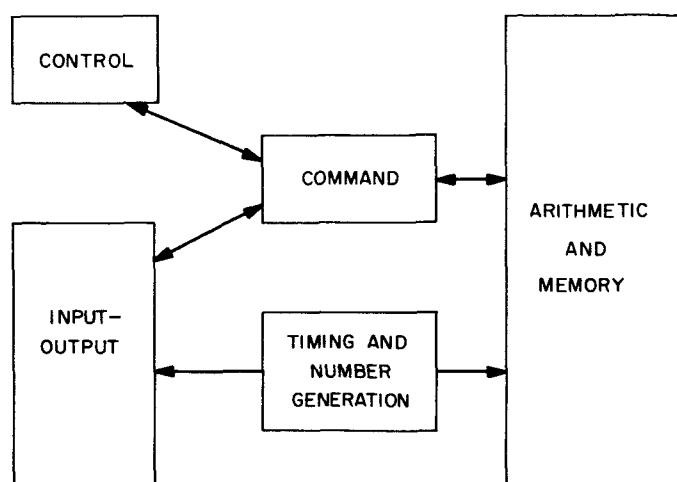 CONTROL
COMMAND
ARITHMETIC
AND
MEMORY
INPUT-
OUTPUT
TIMING AND
NUMBER
GENERATION